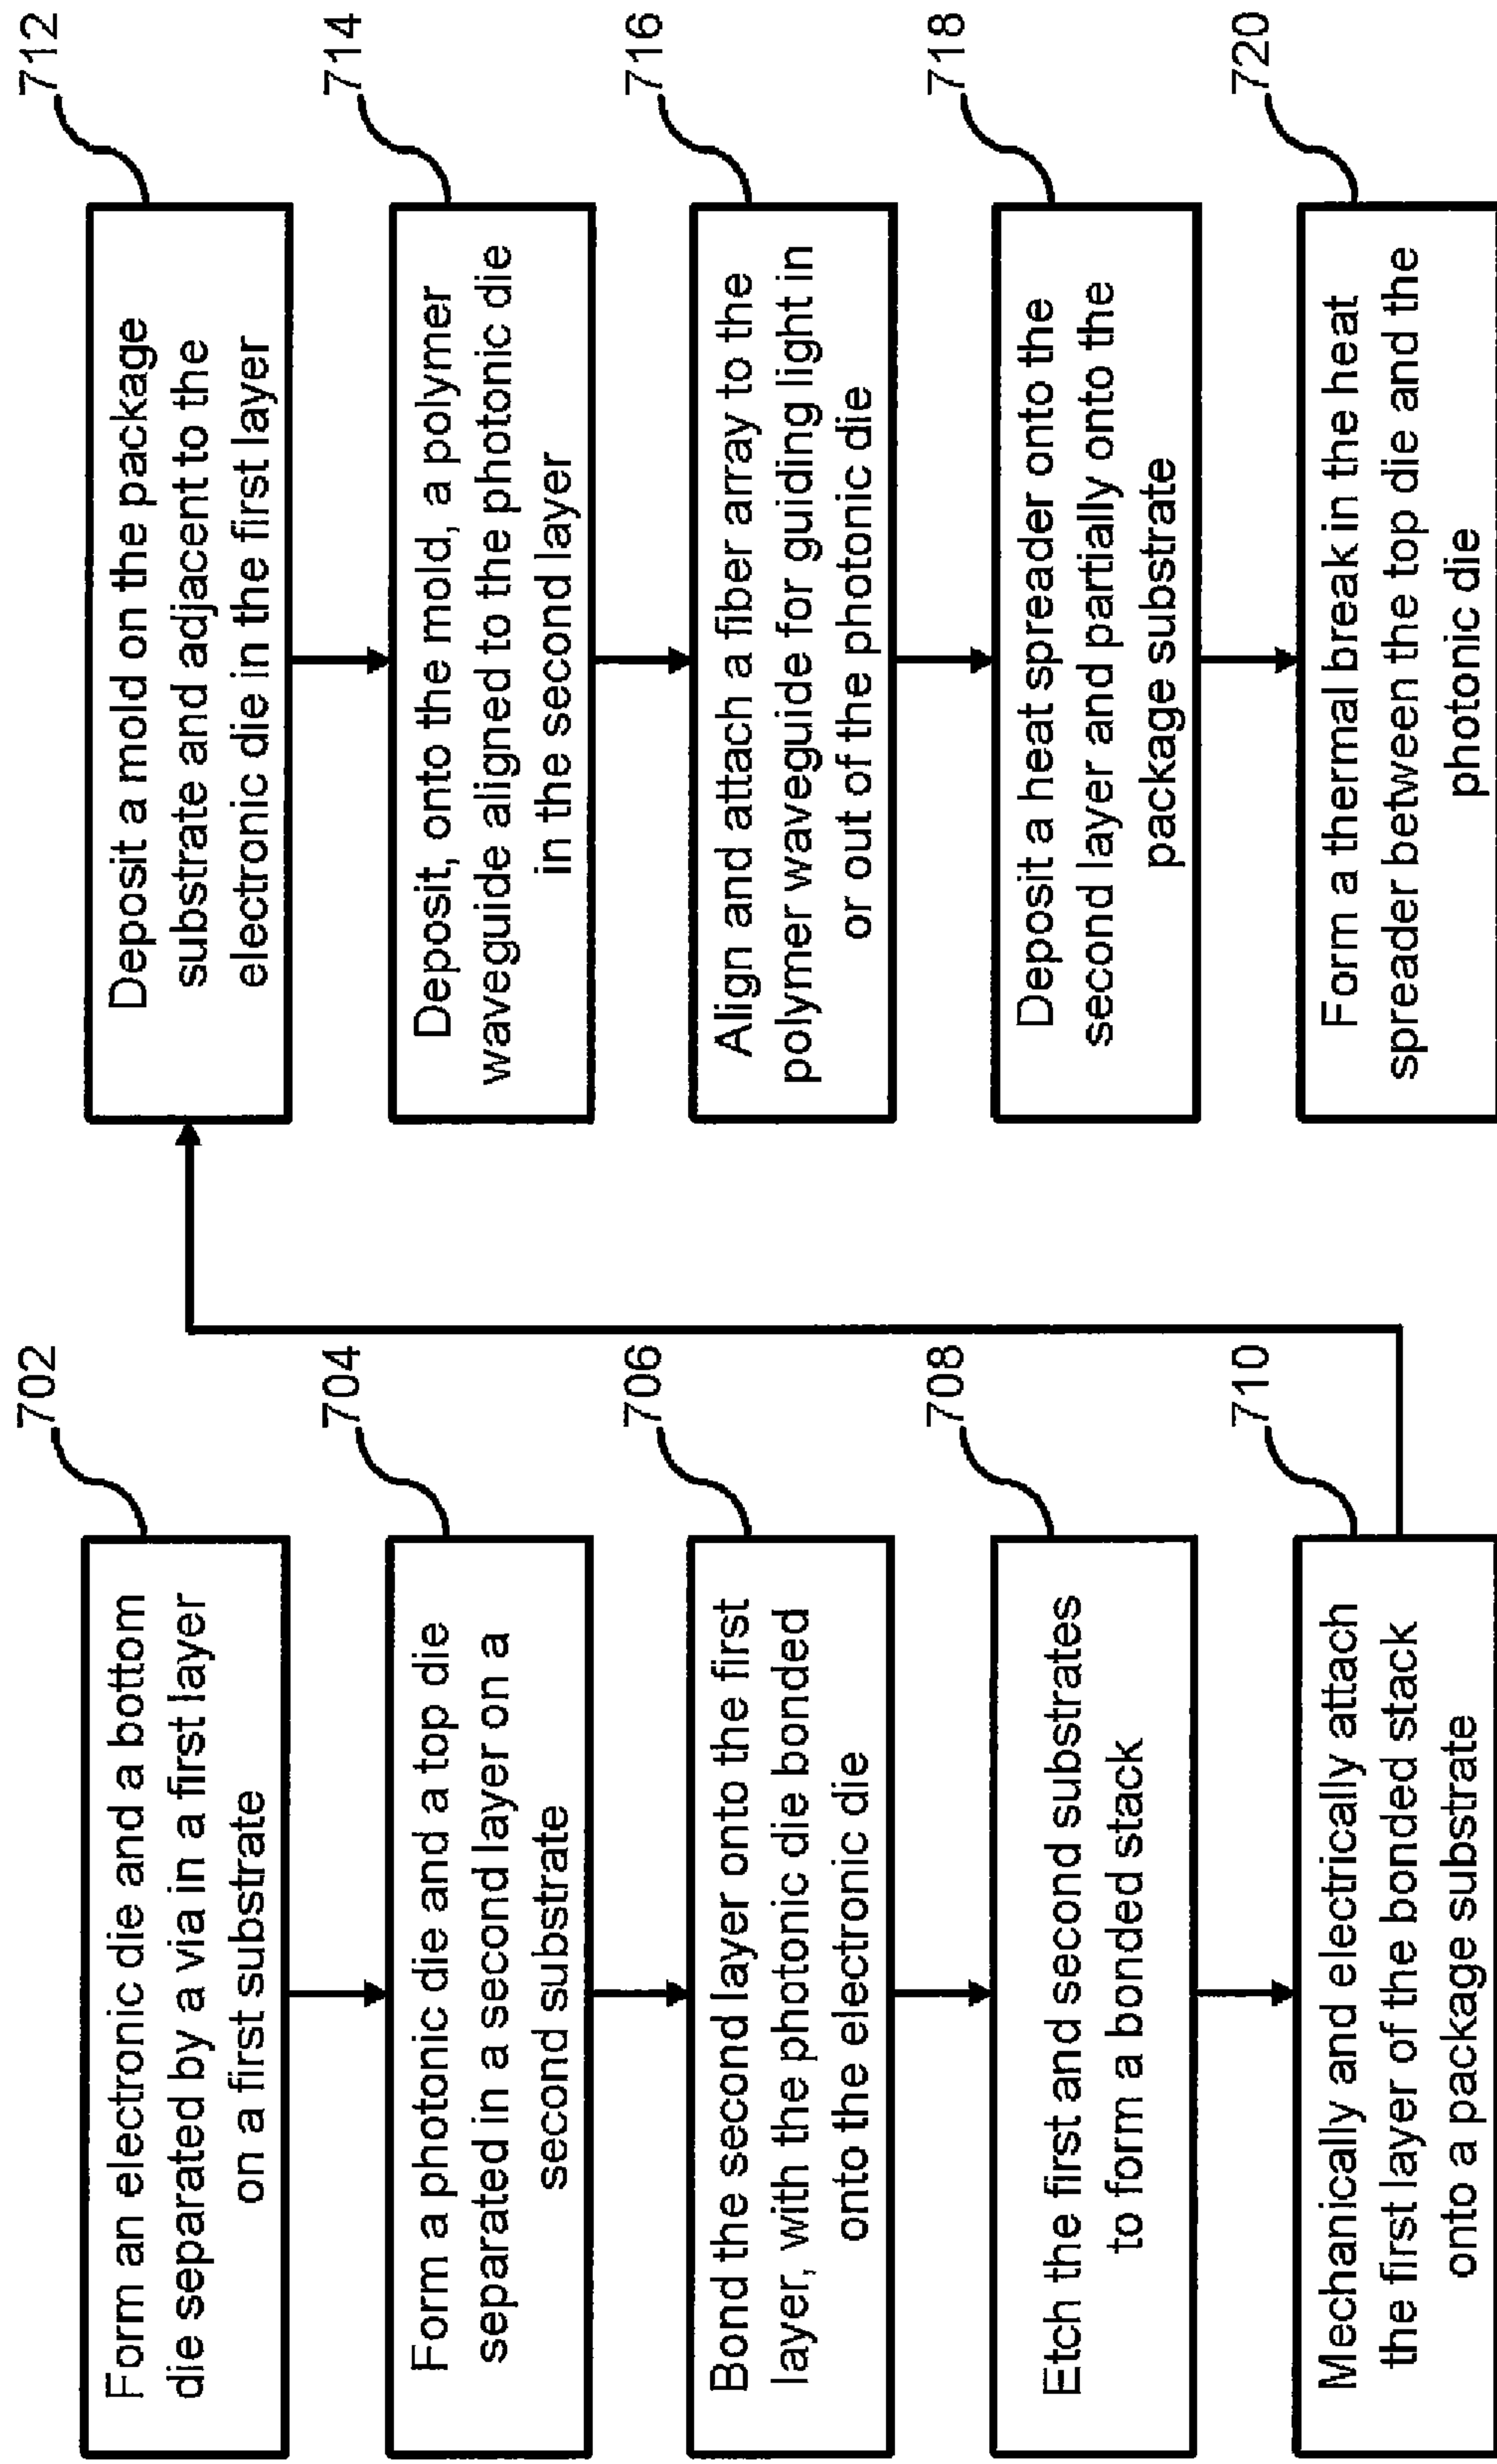 702
Form an electronic die and a bottom
die separated by a via in a first layer
on a first substrate
704
Form a photonic die and a top die
separated in a second layer on a
second substrate
706
Bond the second layer onto the first
layer, with the photonic die bonded
onto the electronic die
708
Etch the first and second substrates
to form a bonded stack
710
Mechanically and electrically attach
the first layer of the bonded stack
onto a package substrate
712
Deposit a mold on the package
substrate and adjacent to the
electronic die in the first layer
714
Deposit, onto the mold, a polymer
waveguide aligned to the photonic die
in the second layer
716
Align and attach a fiber array to the
polymer waveguide for guiding light in
or out of the photonic die
718
Deposit a heat spreader onto the
second layer and partially onto the
package substrate
720
Form a thermal break in the heat
spreader between the top die and the
photonic die